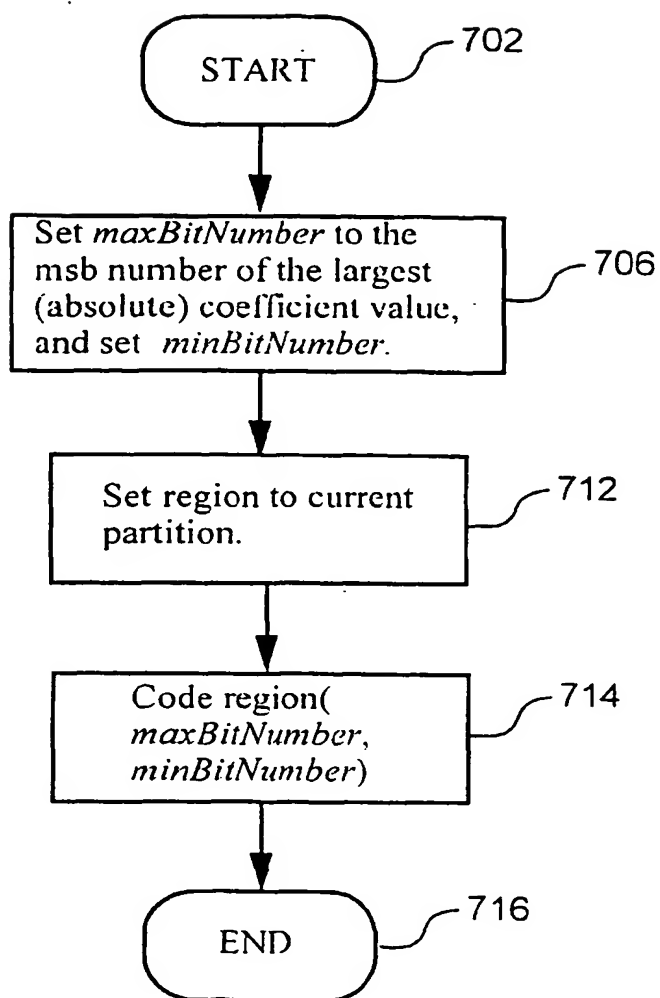 START
702
Set maxBitNumber to the
msb number of the largest
(absolute) coefficient value,
and set minBitNumber.
706
Set region to current
partition.
712
Code region(
maxBitNumber,
minBitNumber)
714
END
716